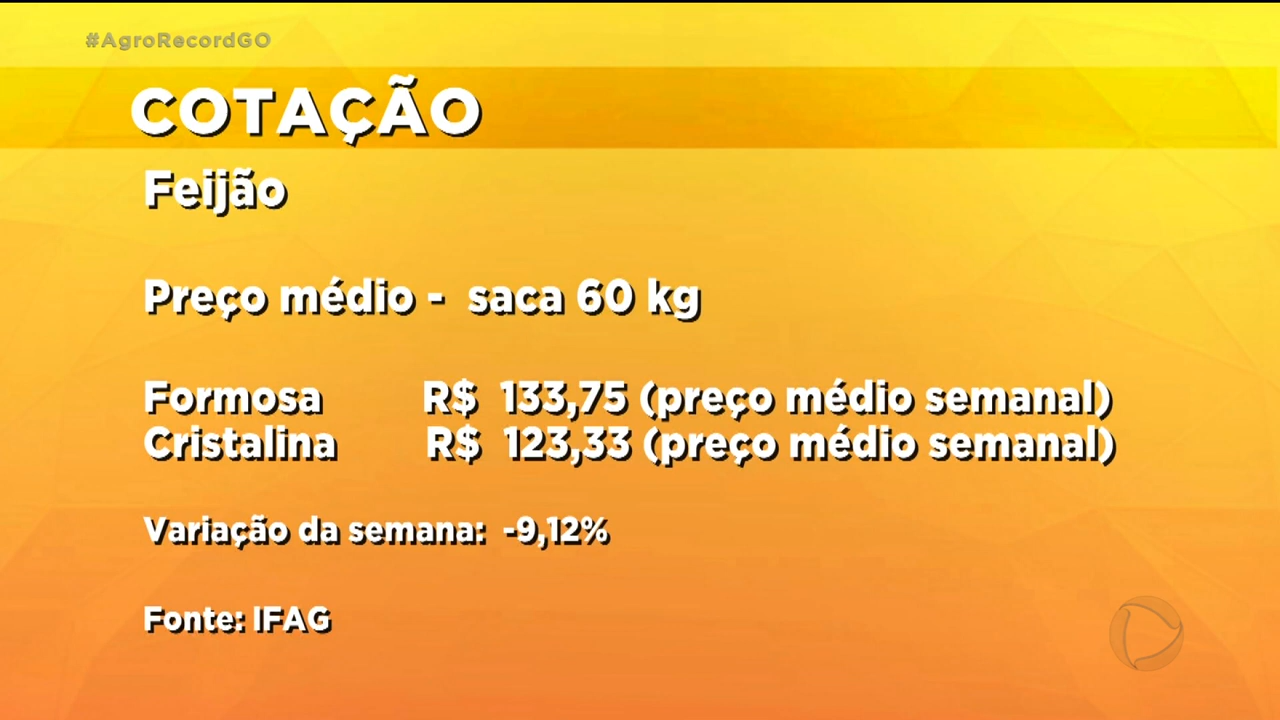 #AgroRecordGO
COTAÇÃO
Feijão
Preço médio - saca 60 kg
Formosa R$ 133,75 (preço médio semanal)
Cristalina R$ 123,33 (preço médio semanal)
Variação da semana: -9,12%
Fonte: IFAG